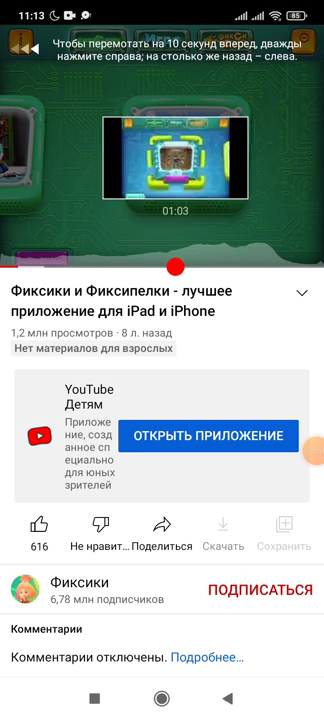 11:13
85
Чтобы перемотать на 10 секунд вперед, дважды
нажмите справа; на столько же назад – слева.
01:03
Фиксики и Фиксипелки - лучшее
приложение для iPad и iPhone
1,2 млн просмотров · 8 л. назад
Нет материалов для взрослых
YouTube
Детям
Приложе
ние, созд
анное сп
ециально
для юных
зрителей
ОТКРЫТЬ ПРИЛОЖЕНИЕ
616
Не нравит...
Поделиться
Скачать
Сохранить
Фиксики
6,78 млн подписчиков
ПОДПИСАТЬСЯ
Комментарии
Комментарии отключены. Подробнее...